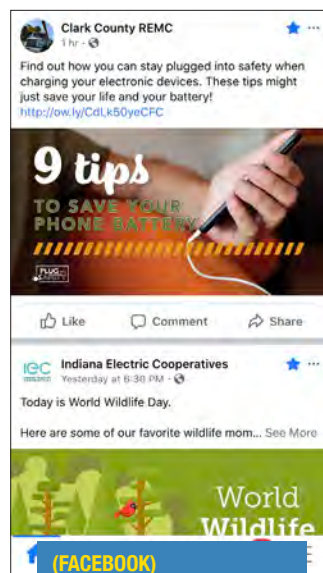 Clark County REMC
1 hr ·
Find out how you can stay plugged into safety when
charging your electronic devices. These tips might
just save your life and your battery!
http://ow.ly/CdLk50yeCFC
9 tips
TO SAVE YOUR
PHONE BATTERY
PLUG
SAFETY
Like Comment Share
iec
Indiana Electric Cooperatives
Yesterday at 6:30 PM ·
Today is World Wildlife Day.
Here are some of our favorite wildlife mom... See More
World
Wildlife
(FACEBOOK)